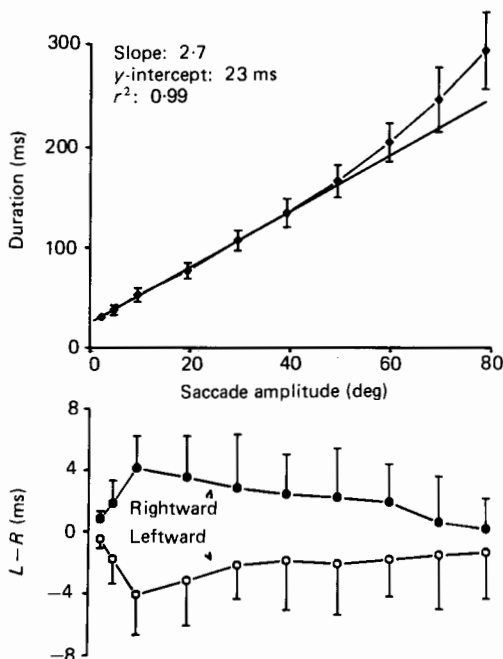 300
Slope: 2·7
y-intercept: 23 ms
r²: 0·99
200
Duration (ms)
100
0
0 20 40 60 80
Saccade amplitude (deg)
8
4
Rightward
0
L–R (ms)
Leftward
−4
−8